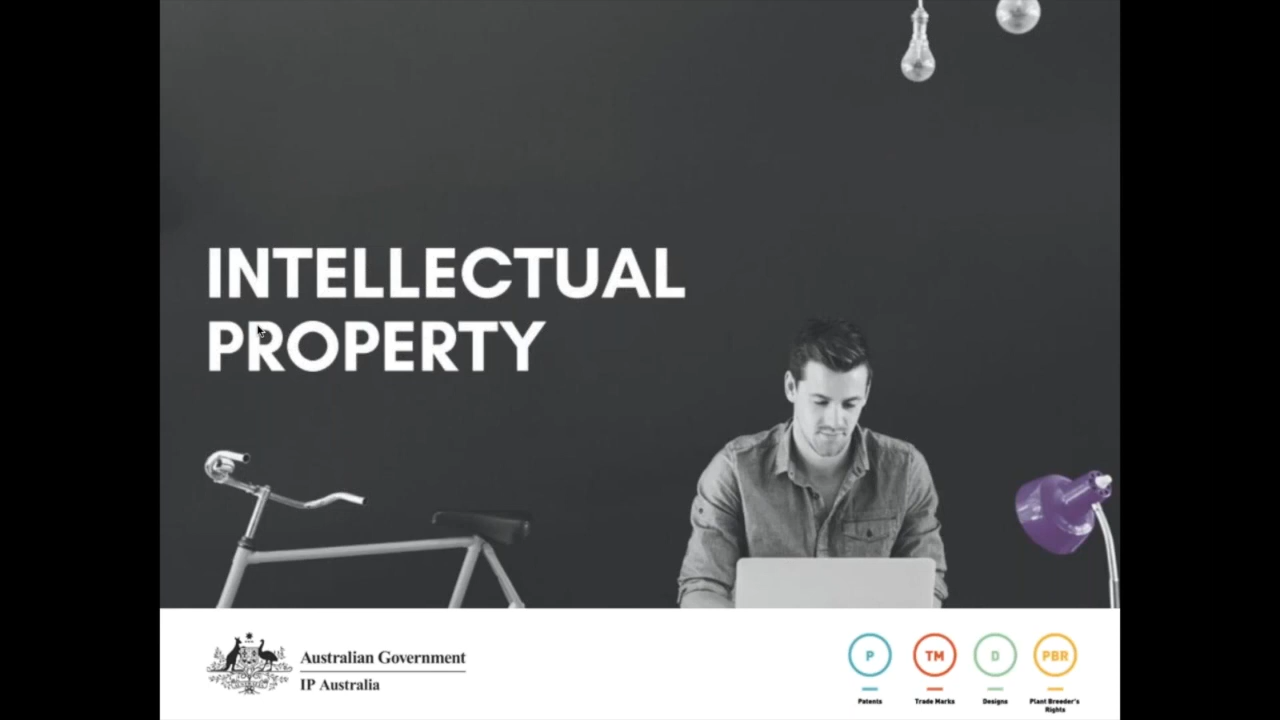 INTELLECTUAL
PROPERTY
Australian Government
IP Australia
P
TM
D
PBR
Patents
Trade Marks
Designs
Plant Breeder's
Rights